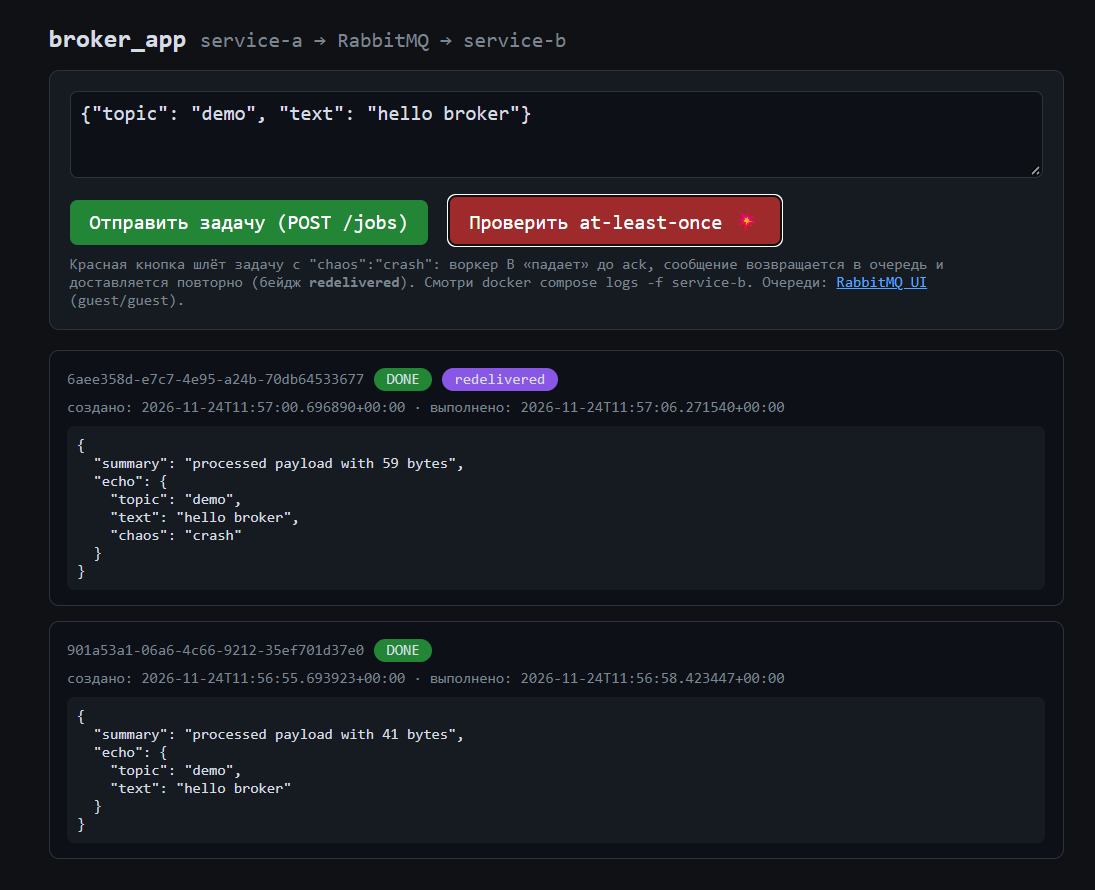 broker_app service-a → RabbitMQ → service-b
{"topic": "demo", "text": "hello broker"}
Отправить задачу (POST /jobs) Проверить at-least-once 💥
Красная кнопка шлёт задачу с "chaos":"crash": воркер B «падает» до ack, сообщение возвращается в очередь и
доставляется повторно (бейдж redelivered). Смотри docker compose logs -f service-b. Очереди: RabbitMQ UI
(guest/guest).
6aee358d-e7c7-4e95-a24b-70db64533677 DONE redelivered
создано: 2026-11-24T11:57:00.696890+00:00 · выполнено: 2026-11-24T11:57:06.271540+00:00
{
  "summary": "processed payload with 59 bytes",
  "echo": {
    "topic": "demo",
    "text": "hello broker",
    "chaos": "crash"
  }
}
901a53a1-06a6-4c66-9212-35ef701d37e0 DONE
создано: 2026-11-24T11:56:55.693923+00:00 · выполнено: 2026-11-24T11:56:58.423447+00:00
{
  "summary": "processed payload with 41 bytes",
  "echo": {
    "topic": "demo",
    "text": "hello broker"
  }
}